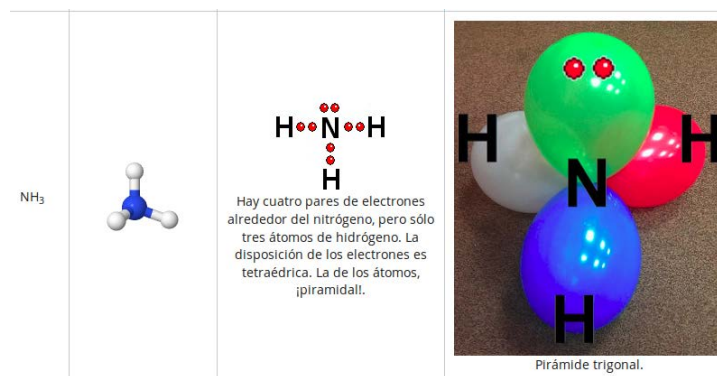 NH3
H N H
H
Hay cuatro pares de electrones
alrededor del nitrógeno, pero sólo
tres átomos de hidrógeno. La
disposición de los electrones es
tetraédrica. La de los átomos,
¡piramidal!.
H H
N
H
Pirámide trigonal.